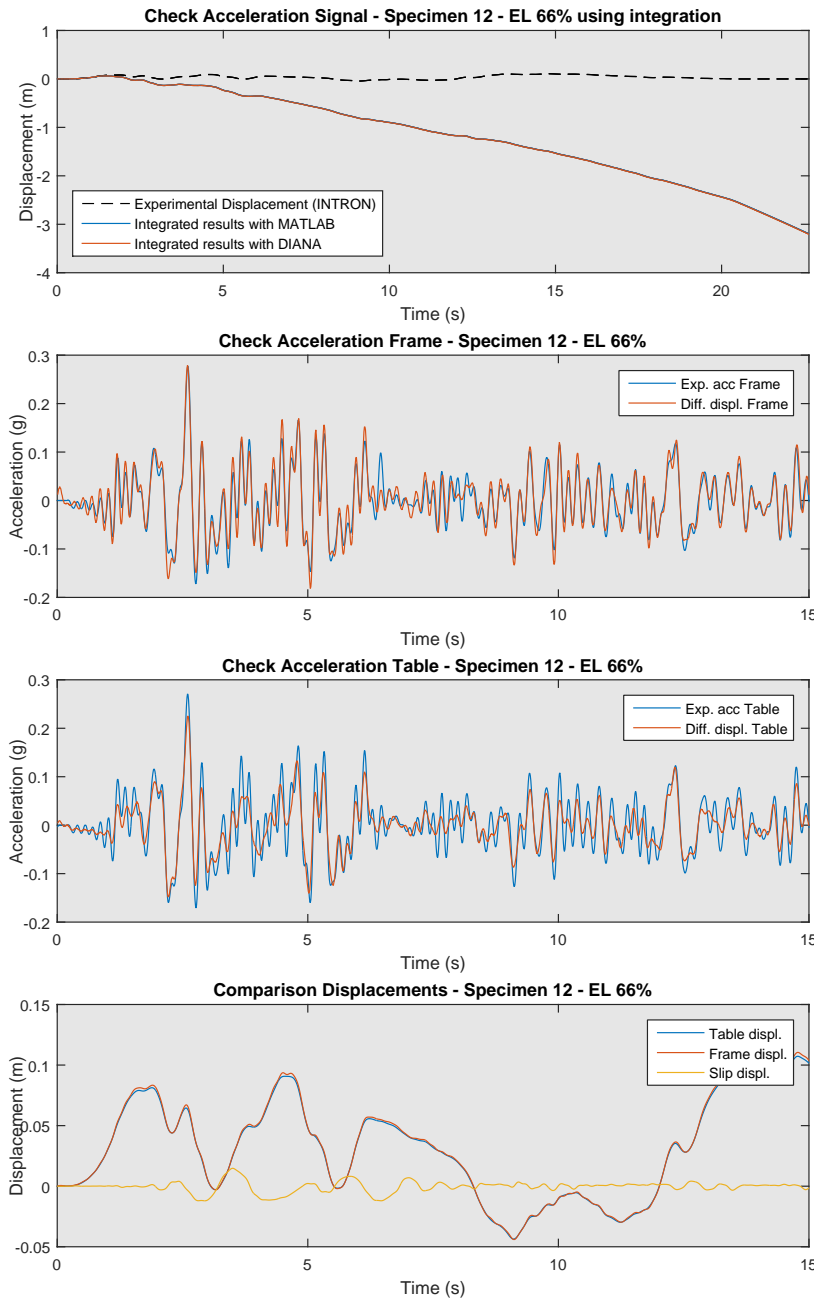 Check Acceleration Signal - Specimen 12 - EL 66% using integration
1
0
-1
-2
-3
-4
Displacement (m)
Experimental Displacement (INTRON)
Integrated results with MATLAB
Integrated results with DIANA
0 5 10 15 20
Time (s)
Check Acceleration Frame - Specimen 12 - EL 66%
0.3
0.2
0.1
0
-0.1
-0.2
Acceleration (g)
Exp. acc Frame
Diff. displ. Frame
0 5 10 15
Time (s)
Check Acceleration Table - Specimen 12 - EL 66%
0.3
0.2
0.1
0
-0.1
-0.2
Acceleration (g)
Exp. acc Table
Diff. displ. Table
0 5 10 15
Time (s)
Comparison Displacements - Specimen 12 - EL 66%
0.15
0.1
0.05
0
-0.05
Displacement (m)
Table displ.
Frame displ.
Slip displ.
0 5 10 15
Time (s)